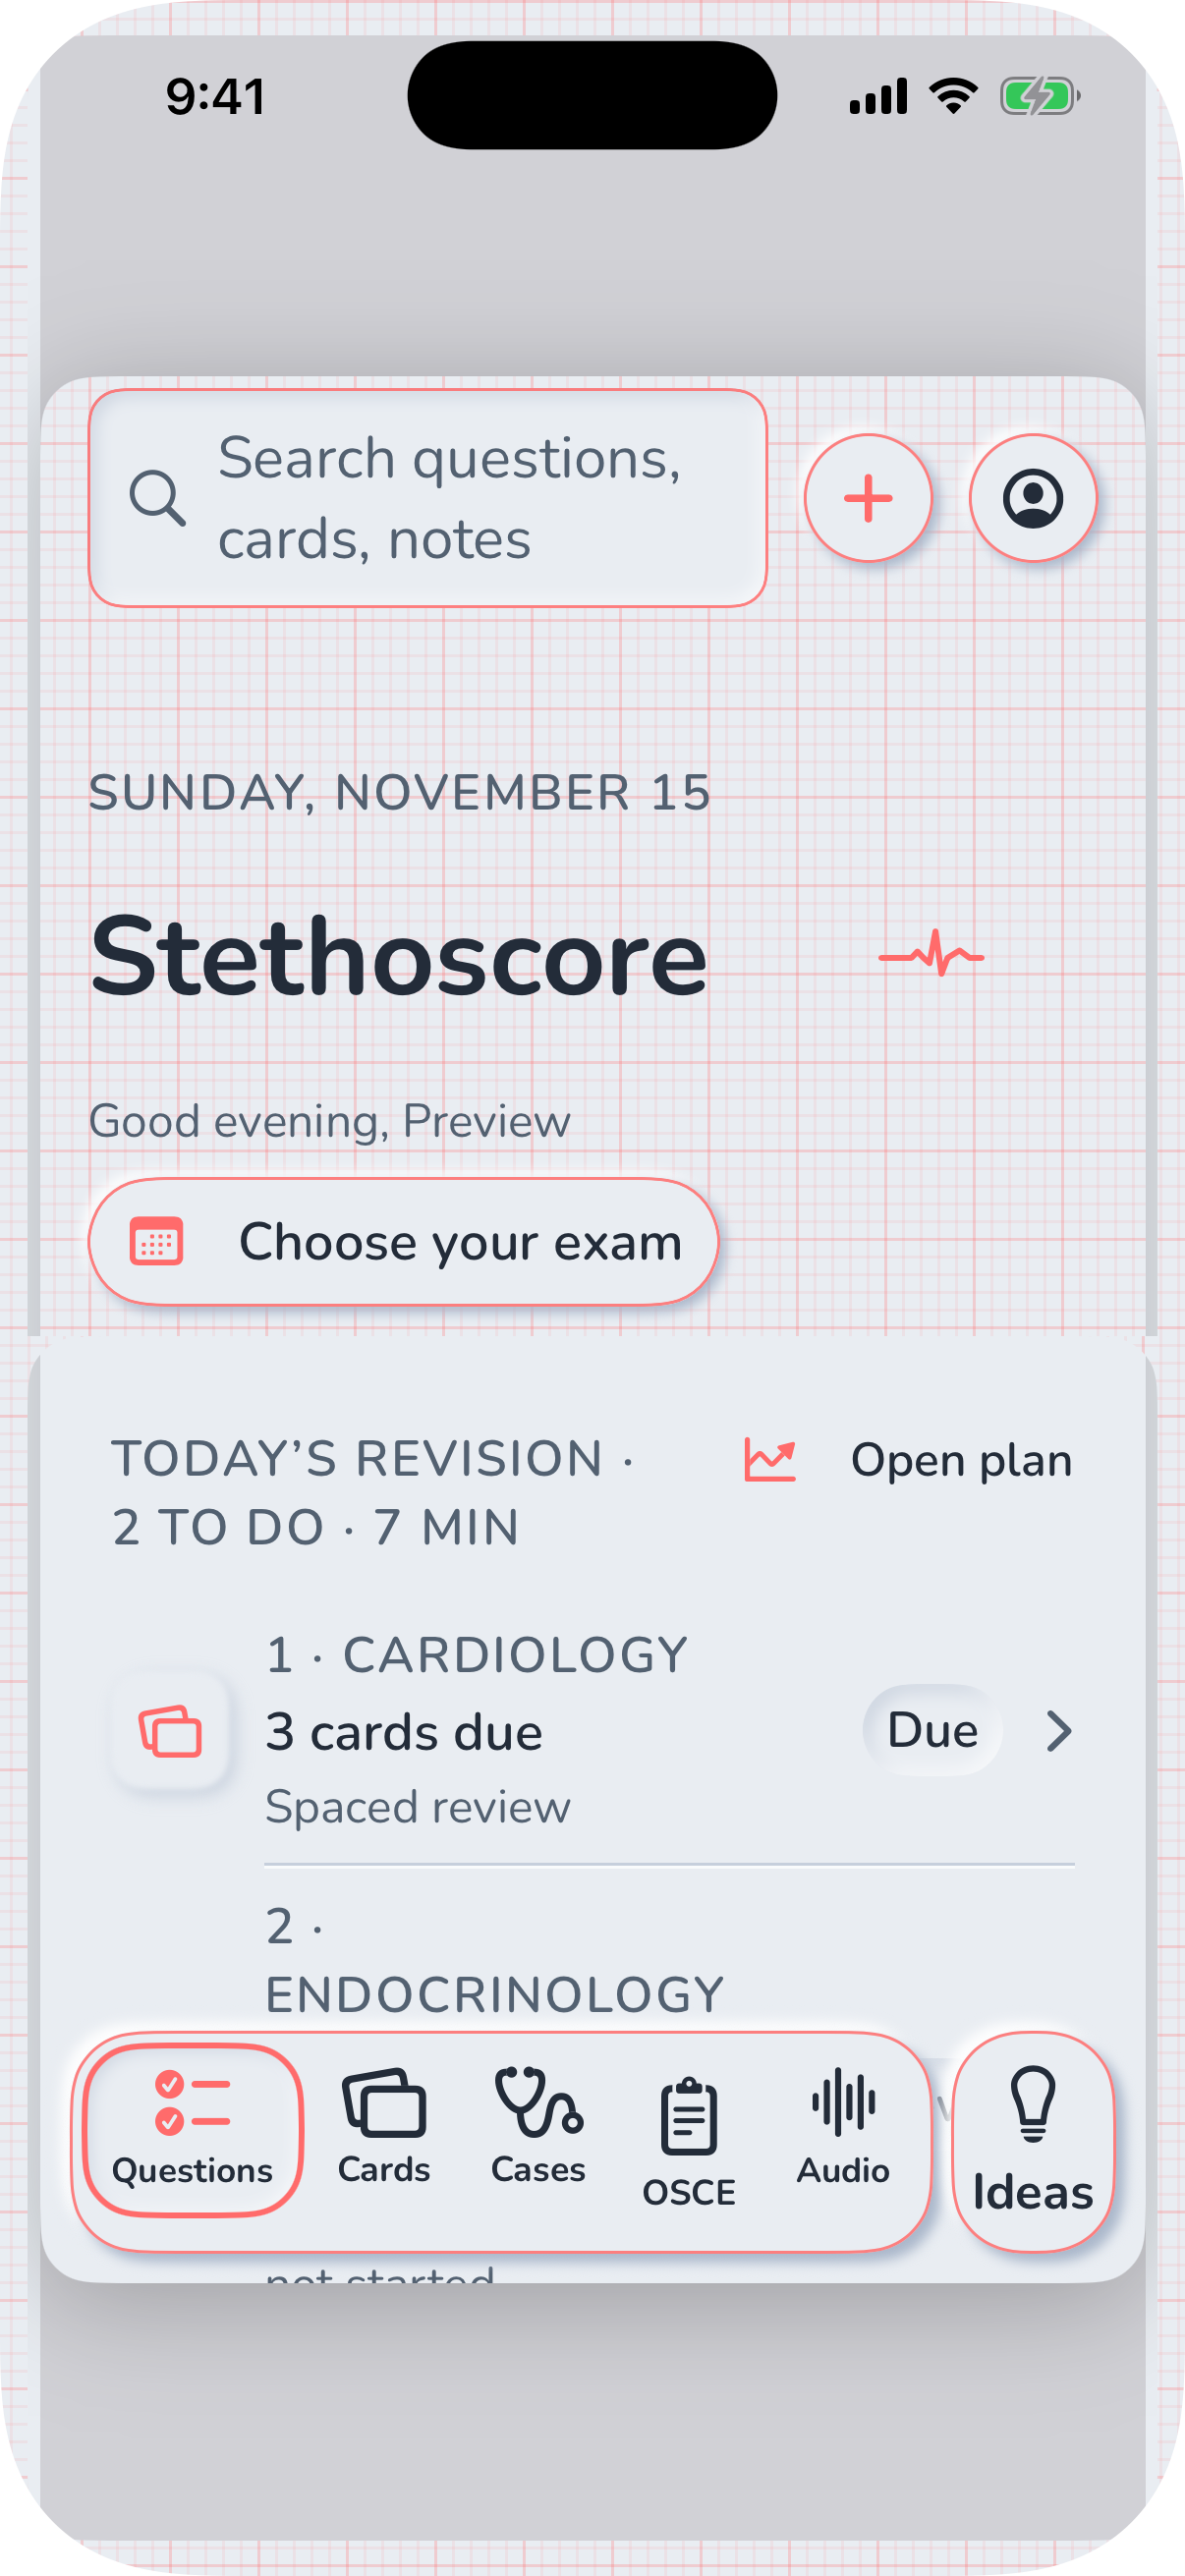 9:41
Search questions,
cards, notes
SUNDAY, NOVEMBER 15
Stethoscore
Good evening, Preview
Choose your exam
TODAY’S REVISION ·
2 TO DO · 7 MIN
Open plan
1 · CARDIOLOGY
3 cards due
Spaced review
Due
2 ·
ENDOCRINOLOGY
Questions
Cards
Cases
OSCE
Audio
Ideas
not started